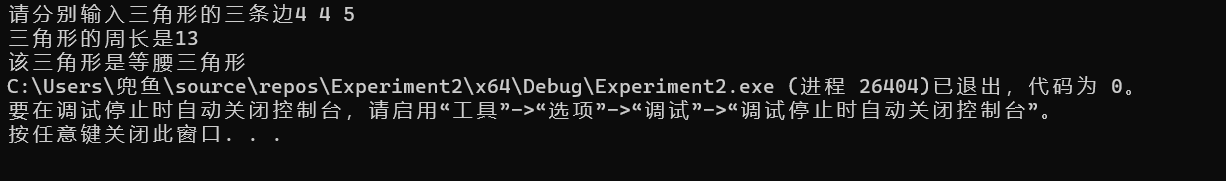 请分别输入三角形的三条边4 4 5
三角形的周长是13
该三角形是等腰三角形
C:\Users\兜鱼\source\repos\Experiment2\x64\Debug\Experiment2.exe (进程 26404)已退出，代码为 0。
要在调试停止时自动关闭控制台，请启用“工具”->“选项”->“调试”->“调试停止时自动关闭控制台”。
按任意键关闭此窗口. . .